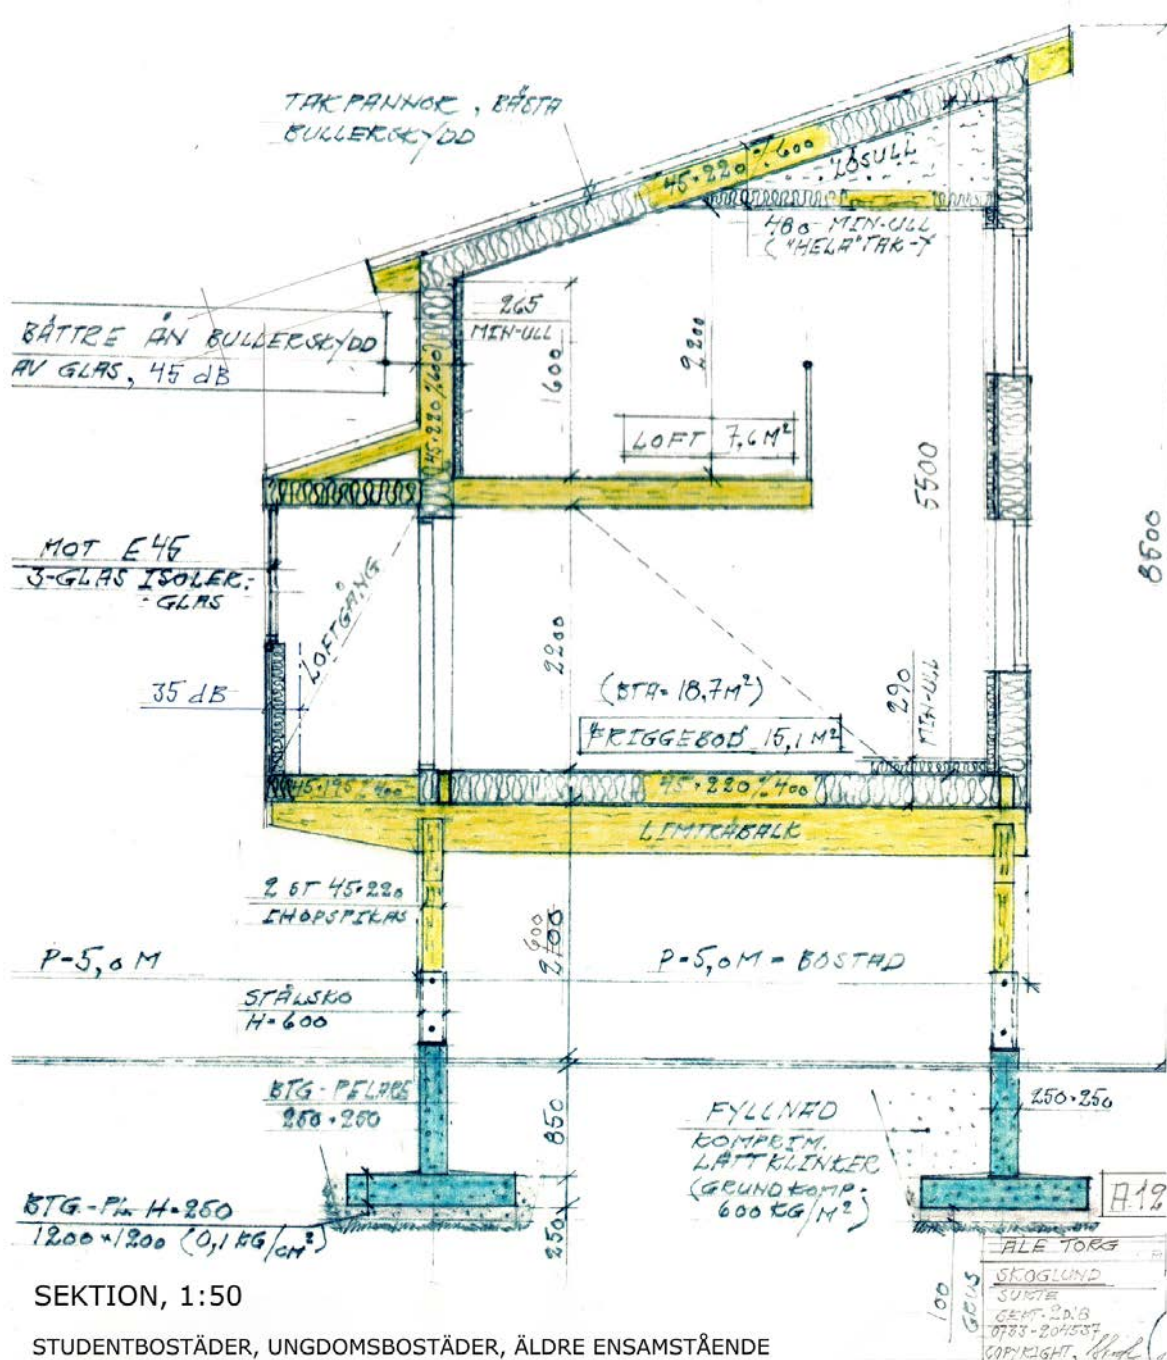 TAKPANNOR, BÄSTA
BULLERSKYDD
45×220 % 600
LÖSULL
480 MIN-ULL
("HELA" TAK-Y
265
MIN-ULL
BÄTTRE ÄN BULLERSKYDD
AV GLAS, 45 dB
45×220 % 600
1600
2200
LOFT 7,6 M²
5500
8500
MOT E45
3-GLAS ISOLER-
-GLAS
LOFTGÅNG
35 dB
2200
(BTA= 18,7 M²)
"FRIGGEBOD 15,1 M²
290
MIN-ULL
45×195 % 400
45×220 % 400
LIMTRÄBALK
2 ST 45×220
IHOPSPIKAS
600
2700
P=5,0 M
P=5,0 M = BOSTAD
STÅLSKO
H=600
BTG-PELARE
250×250
850
FYLLNAD
KOMPRIM.
LÄTTKLINKER
(GRUNDKOMP.-
600 KG/M²)
250×250
BTG.-PL. H=250
1200×1200 (0,1 KG/CM²)
250
100
GRUS
A.12
ALE TORG
SKOGLUND
SURTE
COPYRIGHT.
SEKTION, 1:50
STUDENTBOSTÄDER, UNGDOMSBOSTÄDER, ÄLDRE ENSAMSTÅENDE